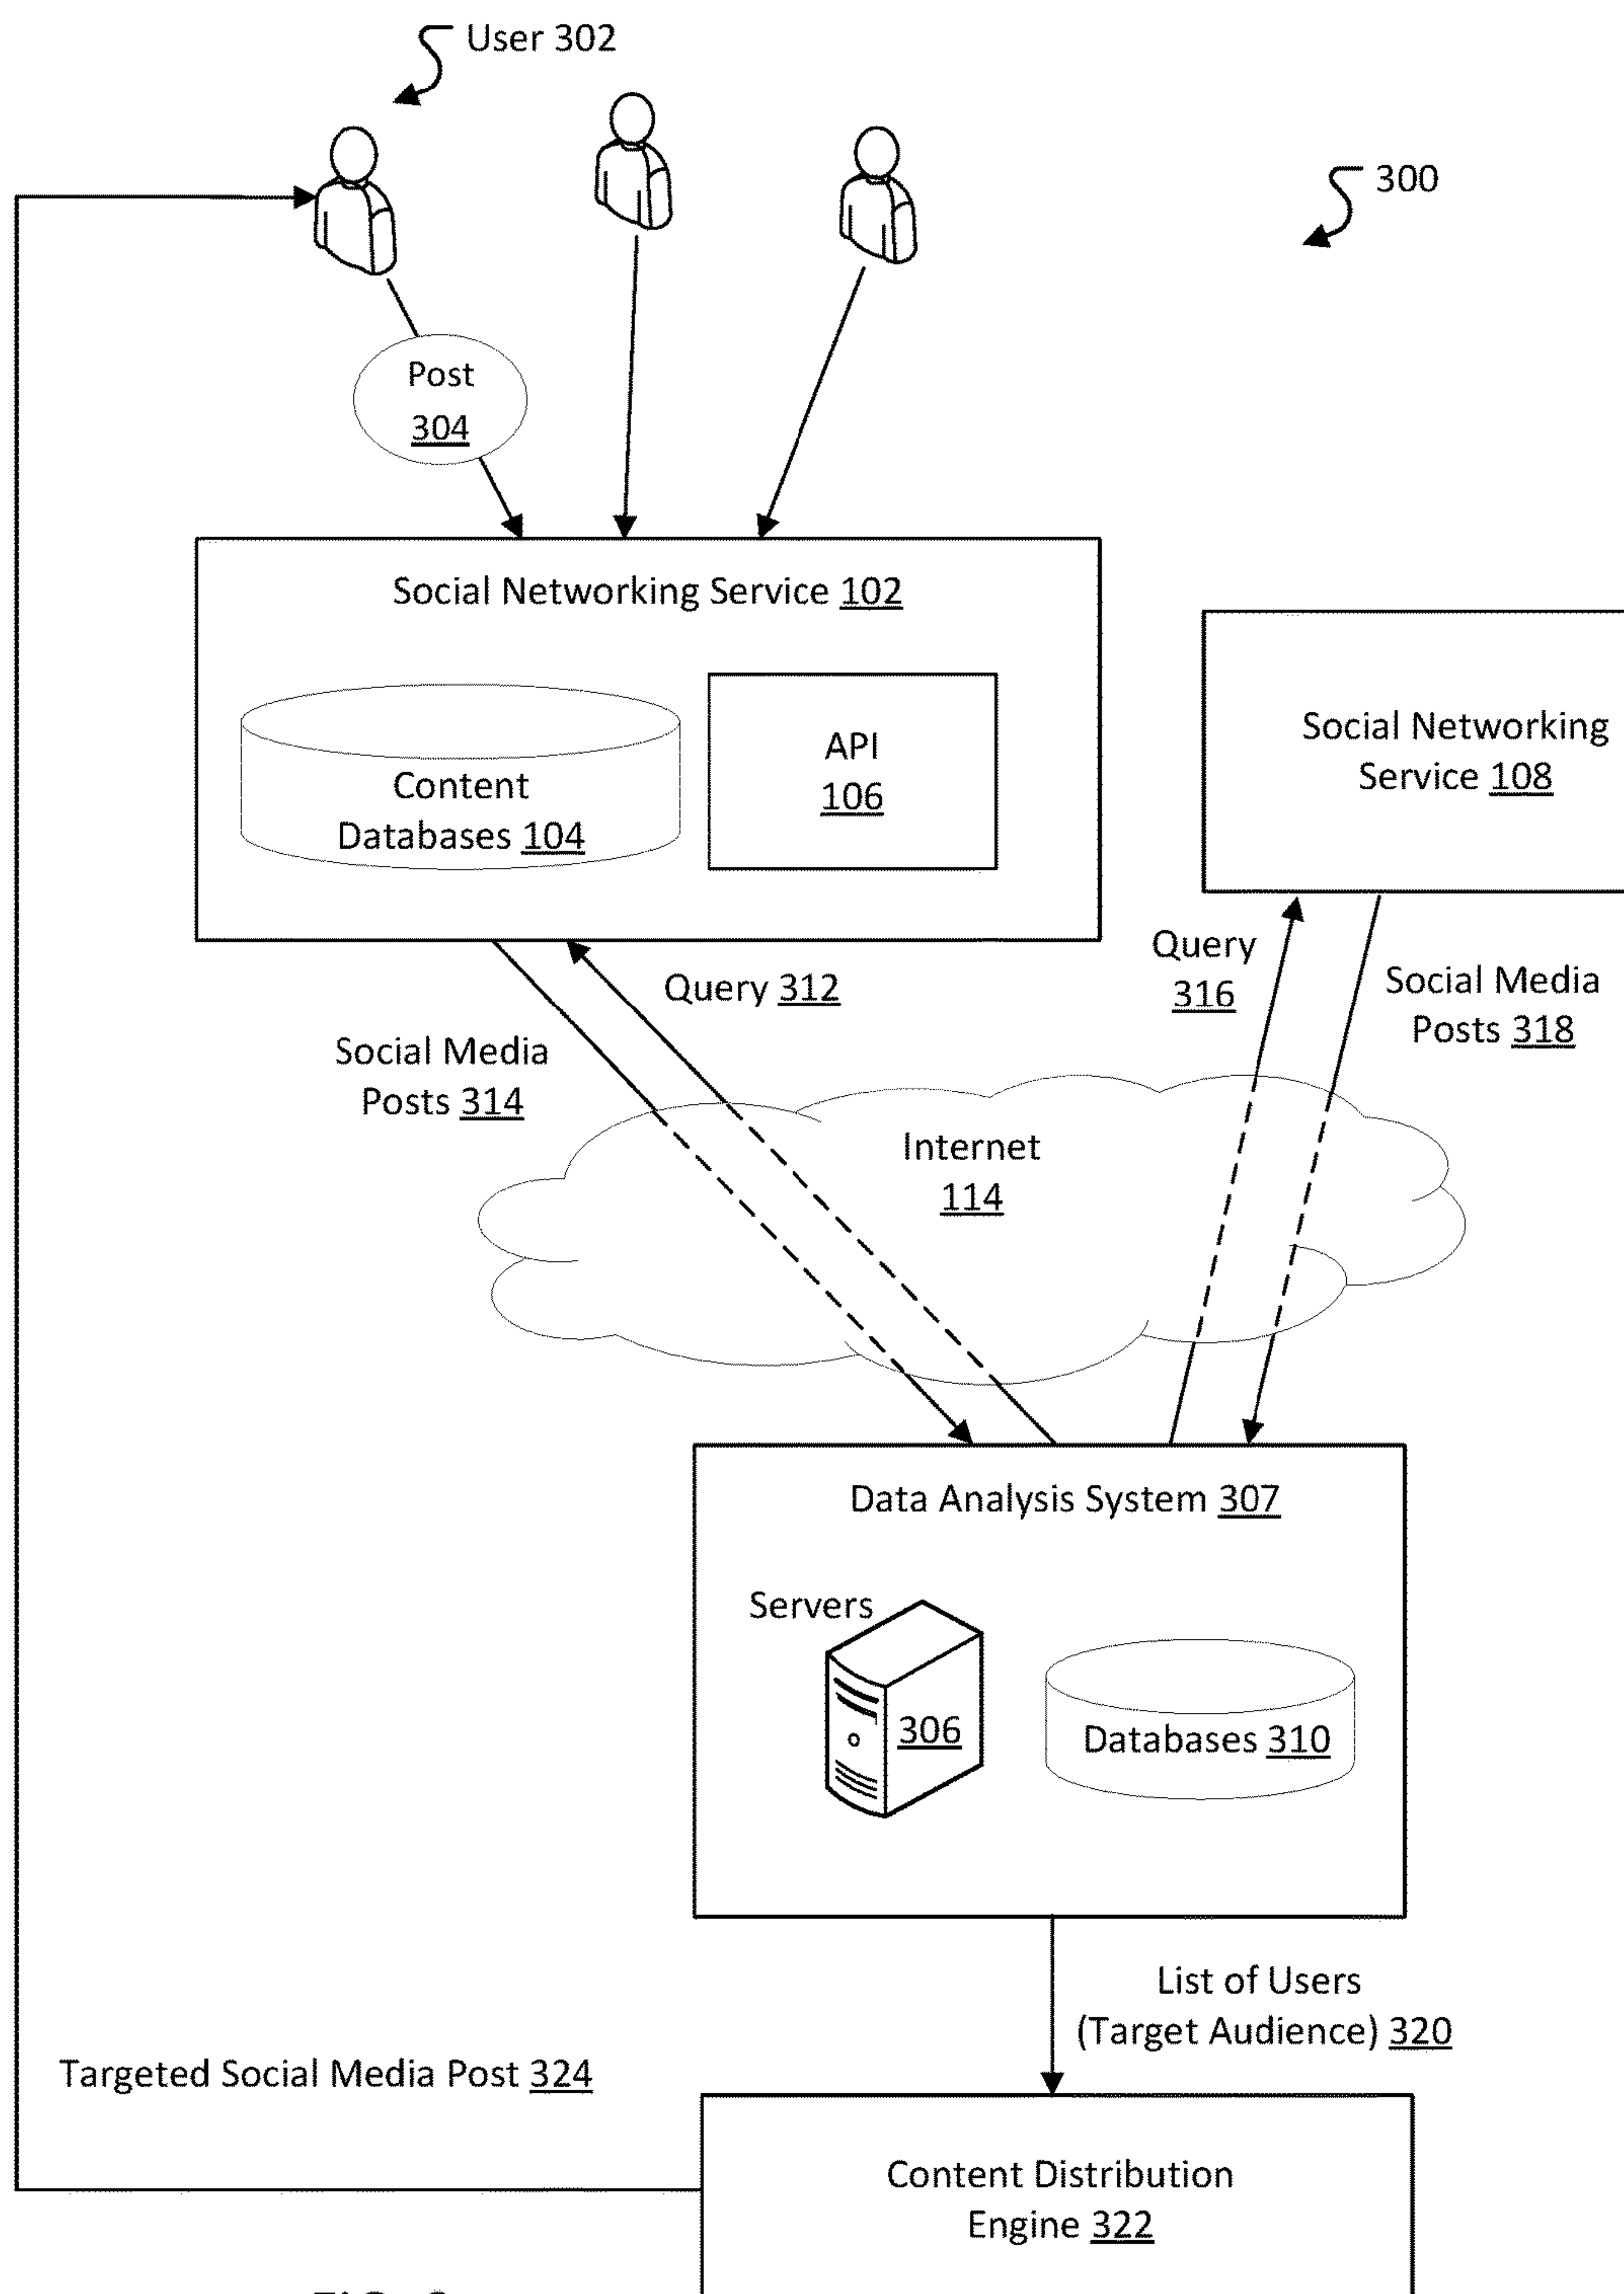 User 302
300
Post
304
Social Networking Service 102
Content
Databases 104
API
106
Social Networking
Service 108
Query 312
Social Media
Posts 314
Query
316
Social Media
Posts 318
Internet
114
Data Analysis System 307
Servers
306
Databases 310
List of Users
(Target Audience) 320
Targeted Social Media Post 324
Content Distribution
Engine 322